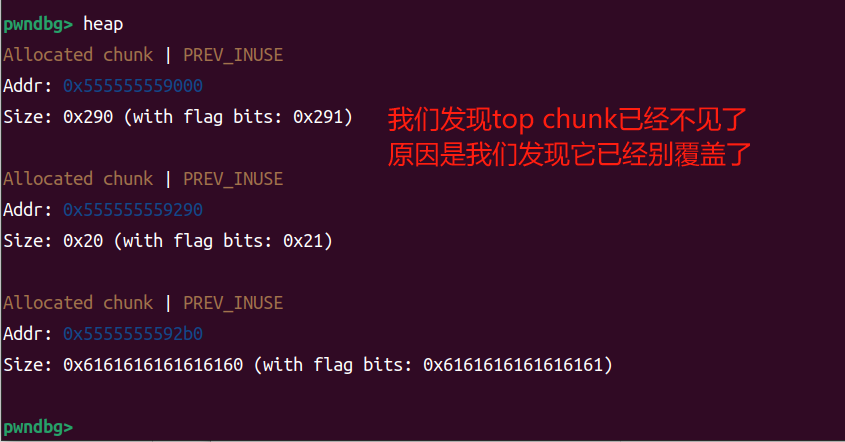 pwndbg> heap
Allocated chunk | PREV_INUSE
Addr: 0x555555559000
Size: 0x290 (with flag bits: 0x291)
我们发现top chunk已经不见了
原因是我们发现它已经别覆盖了
Allocated chunk | PREV_INUSE
Addr: 0x555555559290
Size: 0x20 (with flag bits: 0x21)
Allocated chunk | PREV_INUSE
Addr: 0x5555555592b0
Size: 0x6161616161616160 (with flag bits: 0x6161616161616161)
pwndbg>